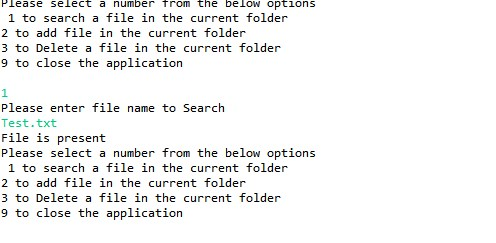 Please select a number from the below options
 1 to search a file in the current folder
2 to add file in the current folder
3 to Delete a file in the current folder
9 to close the application

1
Please enter file name to Search
Test.txt
File is present
Please select a number from the below options
 1 to search a file in the current folder
2 to add file in the current folder
3 to Delete a file in the current folder
9 to close the application